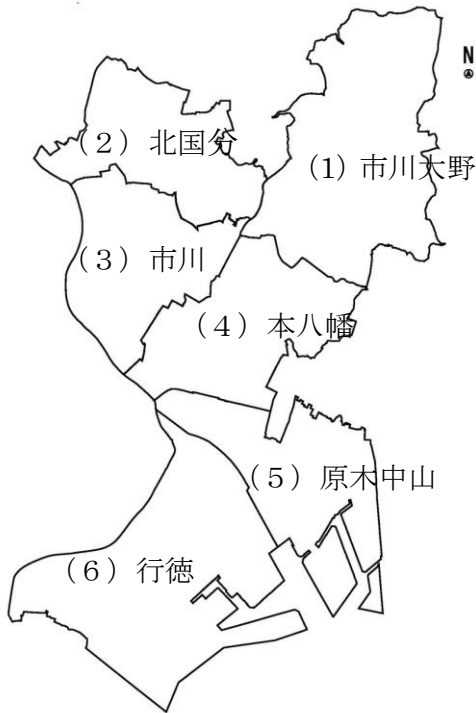 N
（２）北国分
（１）市川大野
（３）市川
（４）本八幡
（５）原木中山
（６）行徳